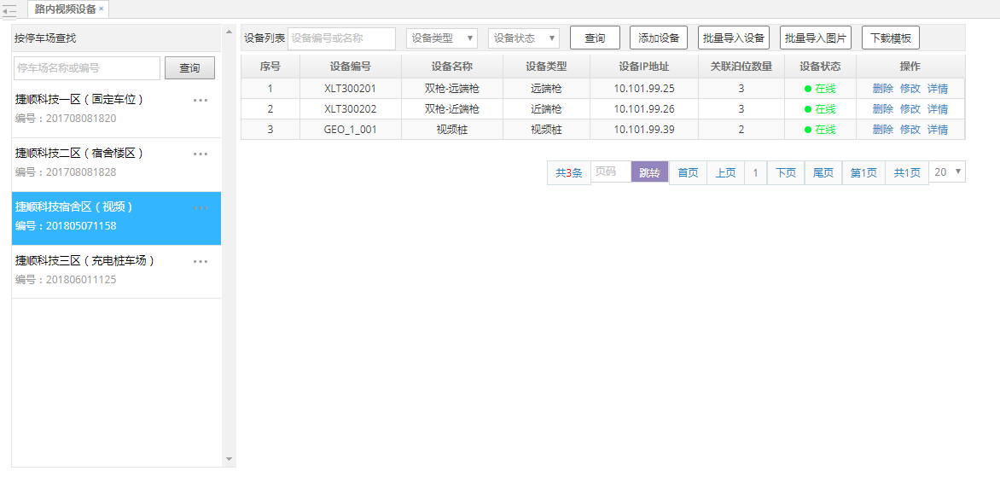 路内视频设备 ×
按停车场查找
停车场名称或编号 查询
捷顺科技一区（固定车位） •••
编号：201708081820
捷顺科技二区（宿舍楼区） •••
编号：201708081828
捷顺科技宿舍区（视频） •••
编号：201805071158
捷顺科技三区（充电桩车场） •••
编号：201806011125
设备列表 设备编号或名称 设备类型 ▼ 设备状态 ▼ 查询 添加设备 批量导入设备 批量导入图片 下载模板
序号 设备编号 设备名称 设备类型 设备IP地址 关联泊位数量 设备状态 操作
1 XLT300201 双枪-远端枪 远端枪 10.101.99.25 3 在线 删除 修改 详情
2 XLT300202 双枪-近端枪 近端枪 10.101.99.26 3 在线 删除 修改 详情
3 GEO_1_001 视频桩 视频桩 10.101.99.39 2 在线 删除 修改 详情
共3条 页码 跳转 首页 上页 1 下页 尾页 第1页 共1页 20 ▼